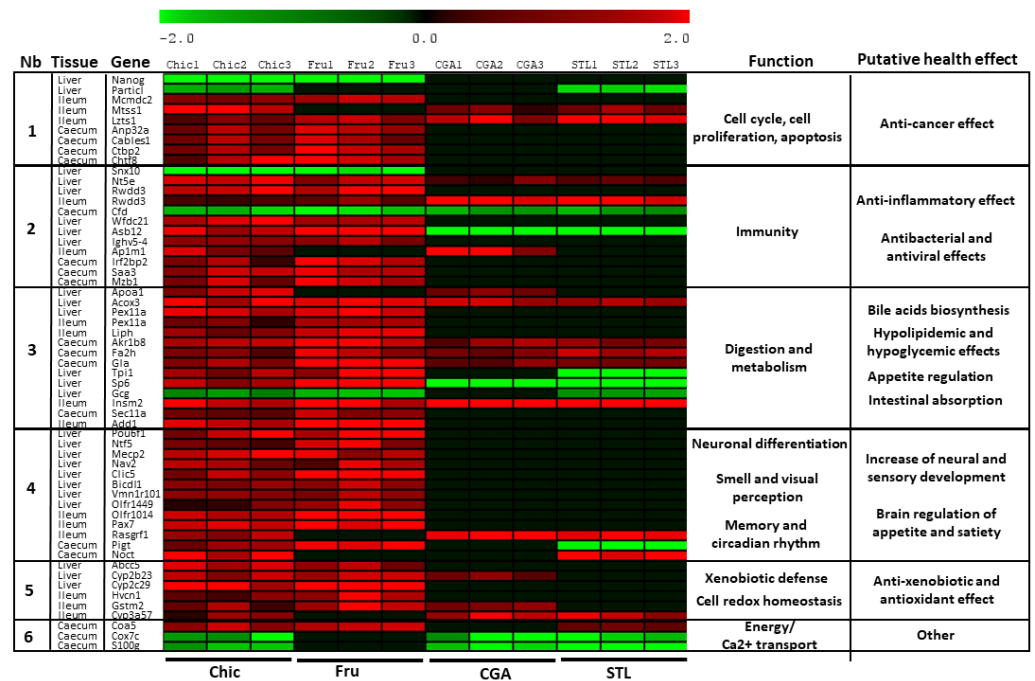 -2.0 0.0 2.0
Nb Tissue Gene Chic1 Chic2 Chic3 Fru1 Fru2 Fru3 CGA1 CGA2 CGA3 STL1 STL2 STL3 Function Putative health effect
1
Liver Nanog
Liver Particl
Ileum Mcmdc2
Ileum Mtss1
Ileum Lzts1
Caecum Anp32a
Caecum Cables1
Caecum Ctbp2
Caecum Chtf8
Cell cycle, cell
proliferation, apoptosis
Anti-cancer effect
2
Liver Snx10
Liver Nt5e
Liver Rwdd3
Ileum Rwdd3
Caecum Cfd
Liver Wfdc21
Liver Asb12
Liver Ighv5-4
Ileum Ap1m1
Caecum Irf2bp2
Caecum Saa3
Caecum Mzb1
Immunity
Anti-inflammatory effect
Antibacterial and
antiviral effects
3
Liver Apoa1
Liver Acox3
Liver Pex11a
Ileum Pex11a
Ileum Liph
Caecum Akr1b8
Caecum Fa2h
Caecum Gla
Liver Tpi1
Liver Sp6
Liver Gcg
Ileum Insm2
Caecum Sec11a
Ileum Add1
Digestion and
metabolism
Bile acids biosynthesis
Hypolipidemic and
hypoglycemic effects
Appetite regulation
Intestinal absorption
4
Liver Pou6f1
Liver Ntf5
Liver Mecp2
Liver Nav2
Liver Clic5
Liver Bicdl1
Liver Vmn1r101
Liver Olfr1449
Ileum Olfr1014
Ileum Pax7
Ileum Rasgrf1
Caecum Pigt
Caecum Noct
Neuronal differentiation
Smell and visual
perception
Memory and
circadian rhythm
Increase of neural and
sensory development
Brain regulation of
appetite and satiety
5
Liver Abcc5
Liver Cyp2b23
Liver Cyp2c29
Ileum Hvcn1
Ileum Gstm2
Ileum Cyp3a57
Xenobiotic defense
Cell redox homeostasis
Anti-xenobiotic and
antioxidant effect
6
Caecum Coa5
Caecum Cox7c
Caecum S100g
Energy/
Ca2+ transport
Other
Chic Fru CGA STL